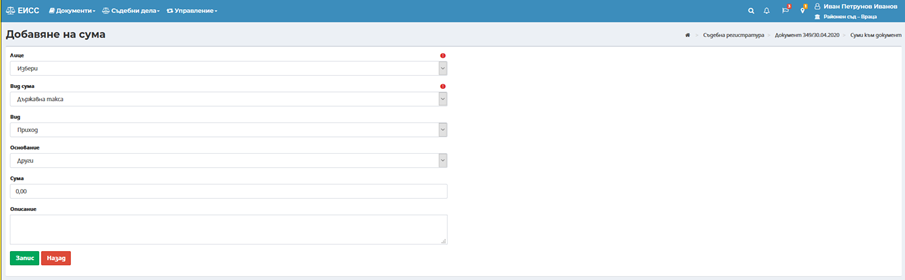 ЕИСС Документи Съдебни дела Управление Иван Петрунов Иванов
Районен съд - Враца
Добавяне на сума
Съдебна регистратура Документ 349/30.04.2020 Суми към документ
Лице
Избери
Вид сума
Държавна такса
Вид
Приход
Основание
Други
Сума
0,00
Описание
Запис Назад